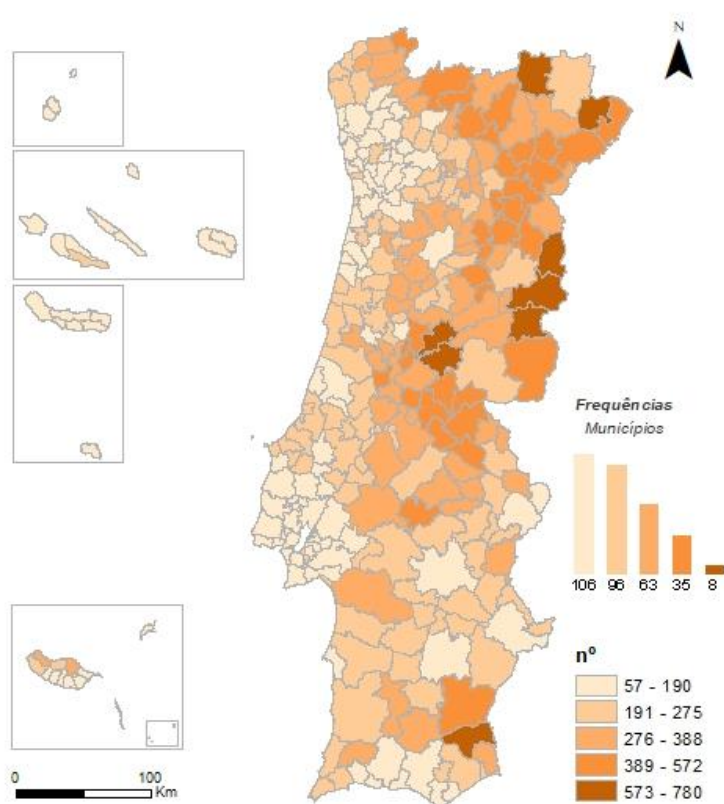 N
Frequências
Municípios
106 96 63 35 8
nº
57 - 190
191 - 275
276 - 388
389 - 572
573 - 780
0 100
Km